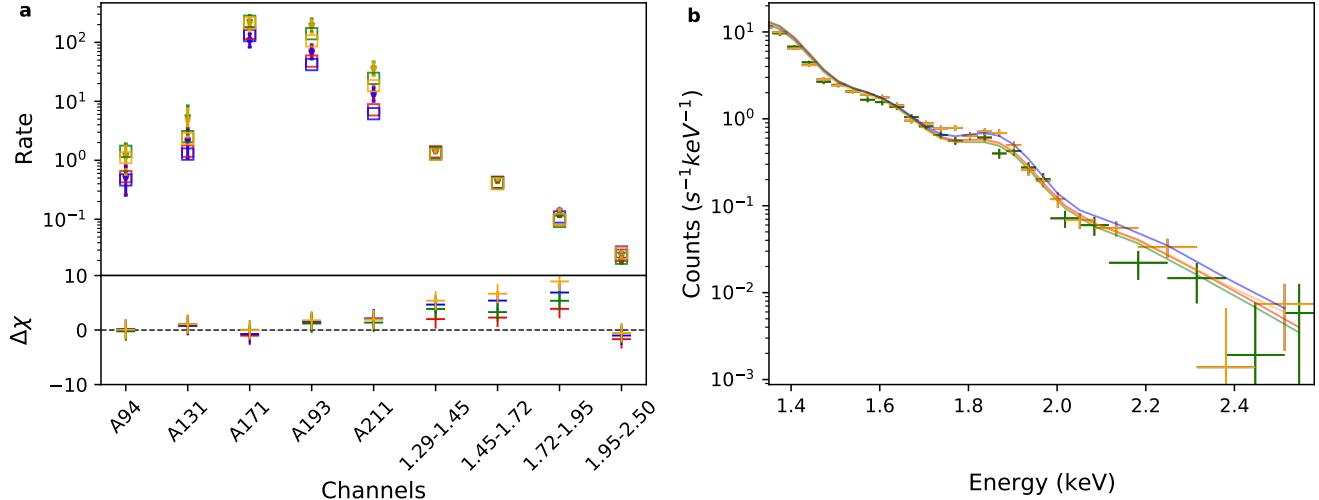 a
Rate
10²
10¹
10⁰
10⁻¹
10
0
−10
Δχ
A94
A131
A171
A193
A211
1.29-1.45
1.45-1.72
1.72-1.95
1.95-2.50
Channels
b
Counts (s⁻¹keV⁻¹)
10¹
10⁰
10⁻¹
10⁻²
10⁻³
1.4
1.6
1.8
2.0
2.2
2.4
Energy (keV)